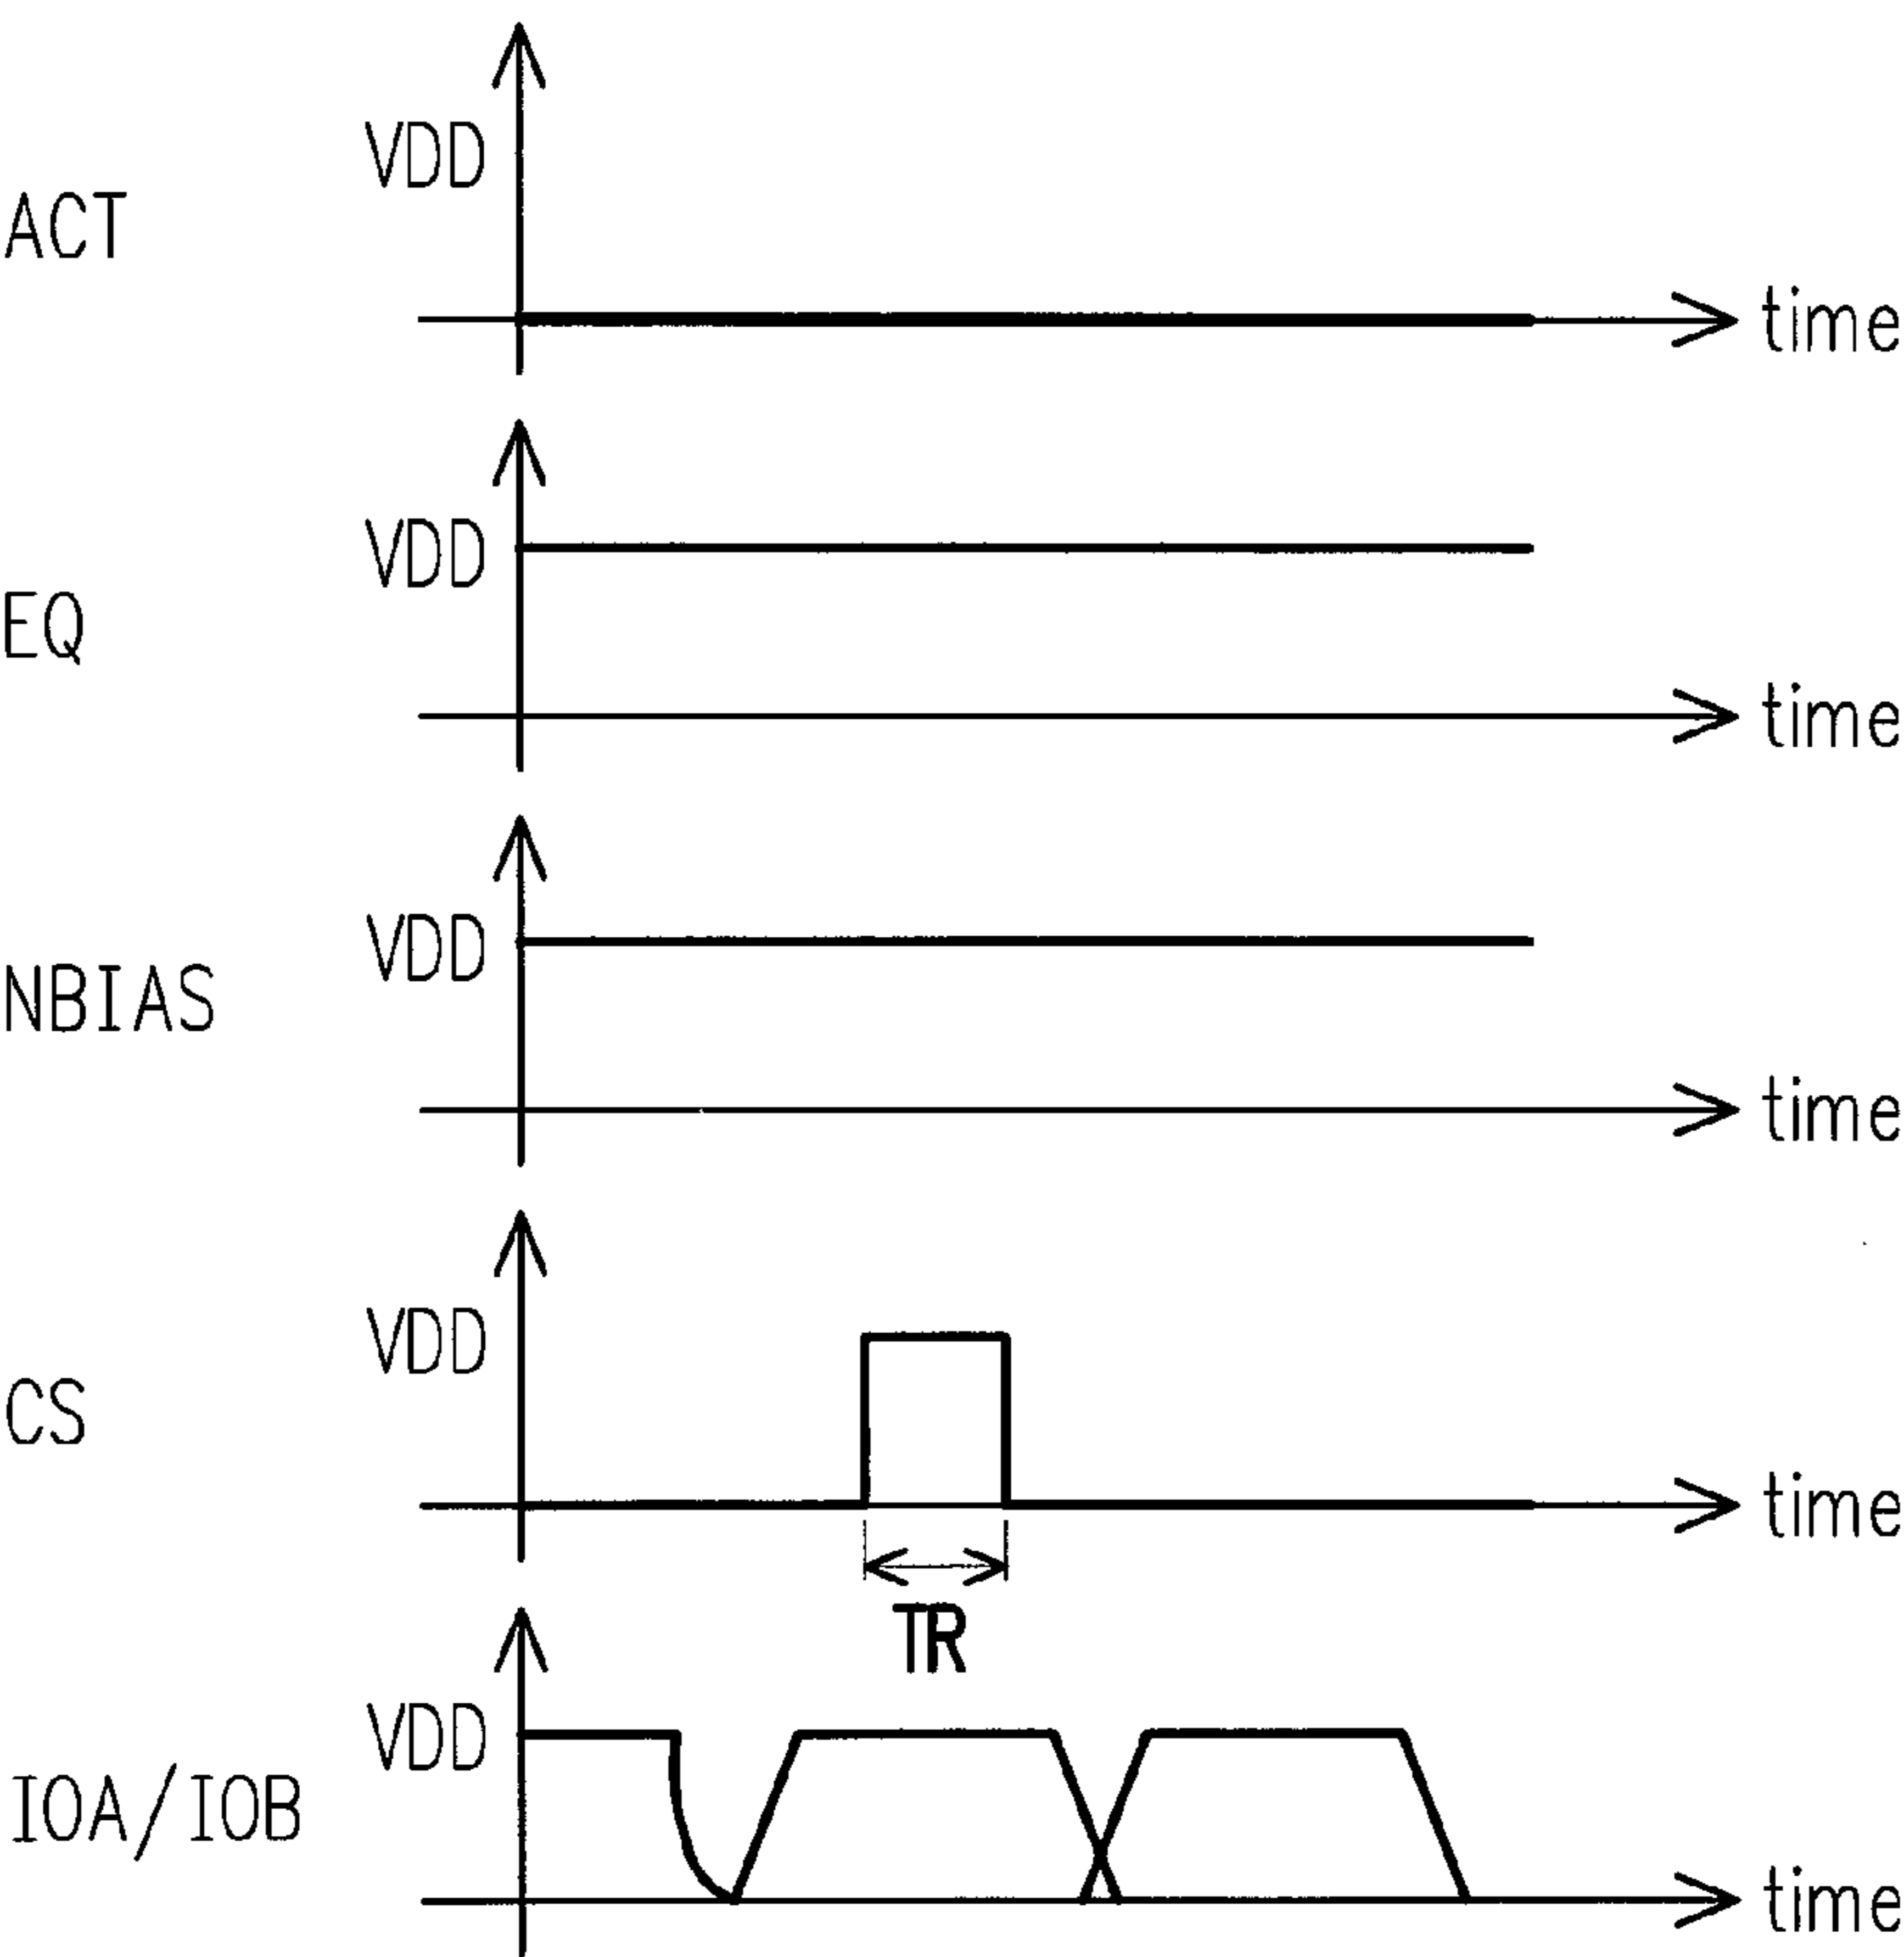 VDD
ACT
time
VDD
EQ
time
VDD
NBIAS
time
VDD
CS
time
TR
VDD
IOA/IOB
time